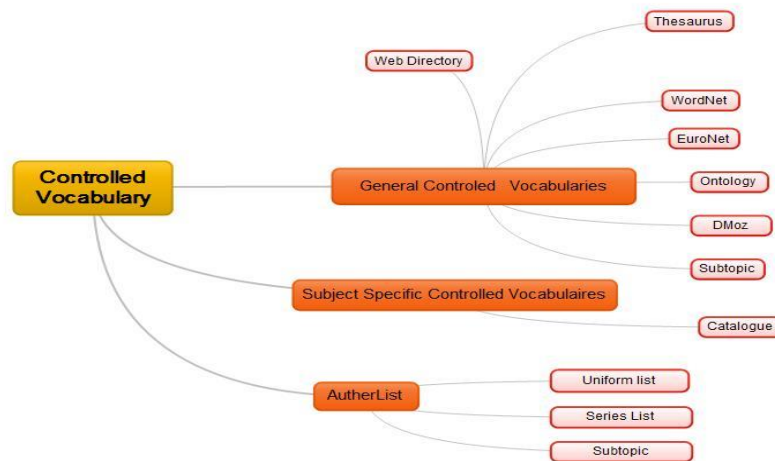 Thesaurus
Web Directory
WordNet
EuroNet
Controlled
Vocabulary
General Controled Vocabularies
Ontology
DMoz
Subtopic
Subject Specific Controlled Vocabulaires
Catalogue
Uniform list
AutherList
Series List
Subtopic